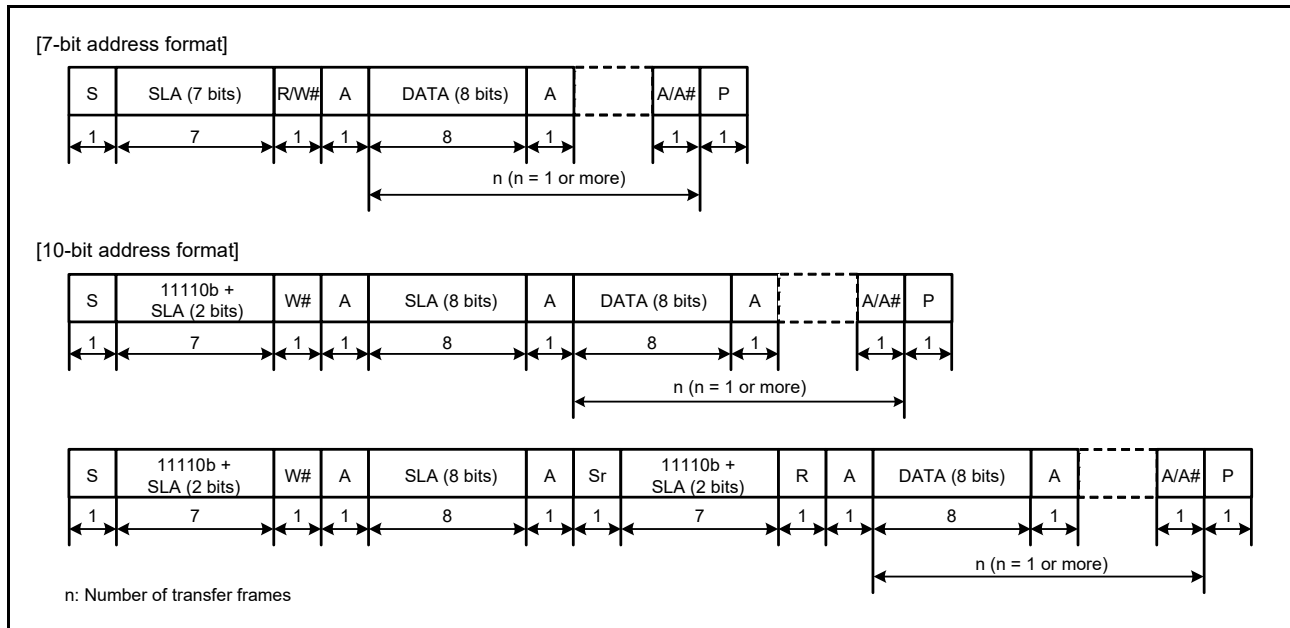 [7-bit address format]
S SLA (7 bits) R/W# A DATA (8 bits) A A/A# P
1 7 1 1 8 1 1 1
n (n = 1 or more)
[10-bit address format]
S 11110b + SLA (2 bits) W# A SLA (8 bits) A DATA (8 bits) A A/A# P
1 7 1 1 8 1 8 1 1 1
n (n = 1 or more)
S 11110b + SLA (2 bits) W# A SLA (8 bits) A Sr 11110b + SLA (2 bits) R A DATA (8 bits) A A/A# P
1 7 1 1 8 1 1 7 1 1 8 1 1 1
n (n = 1 or more)
n: Number of transfer frames